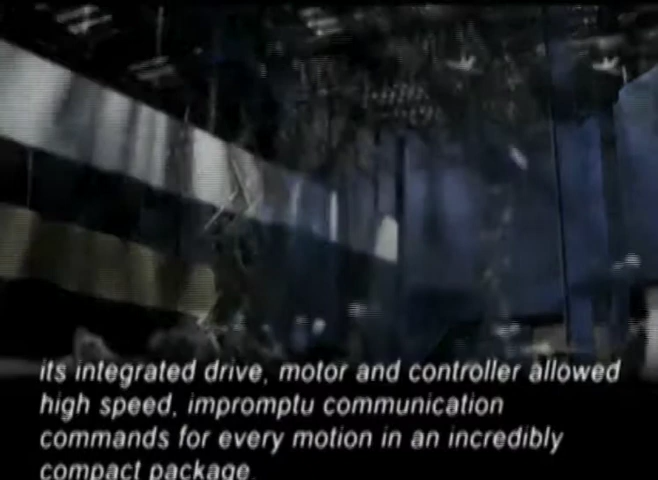 its integrated drive, motor and controller allowed
high speed, impromptu communication
commands for every motion in an incredibly
compact package.